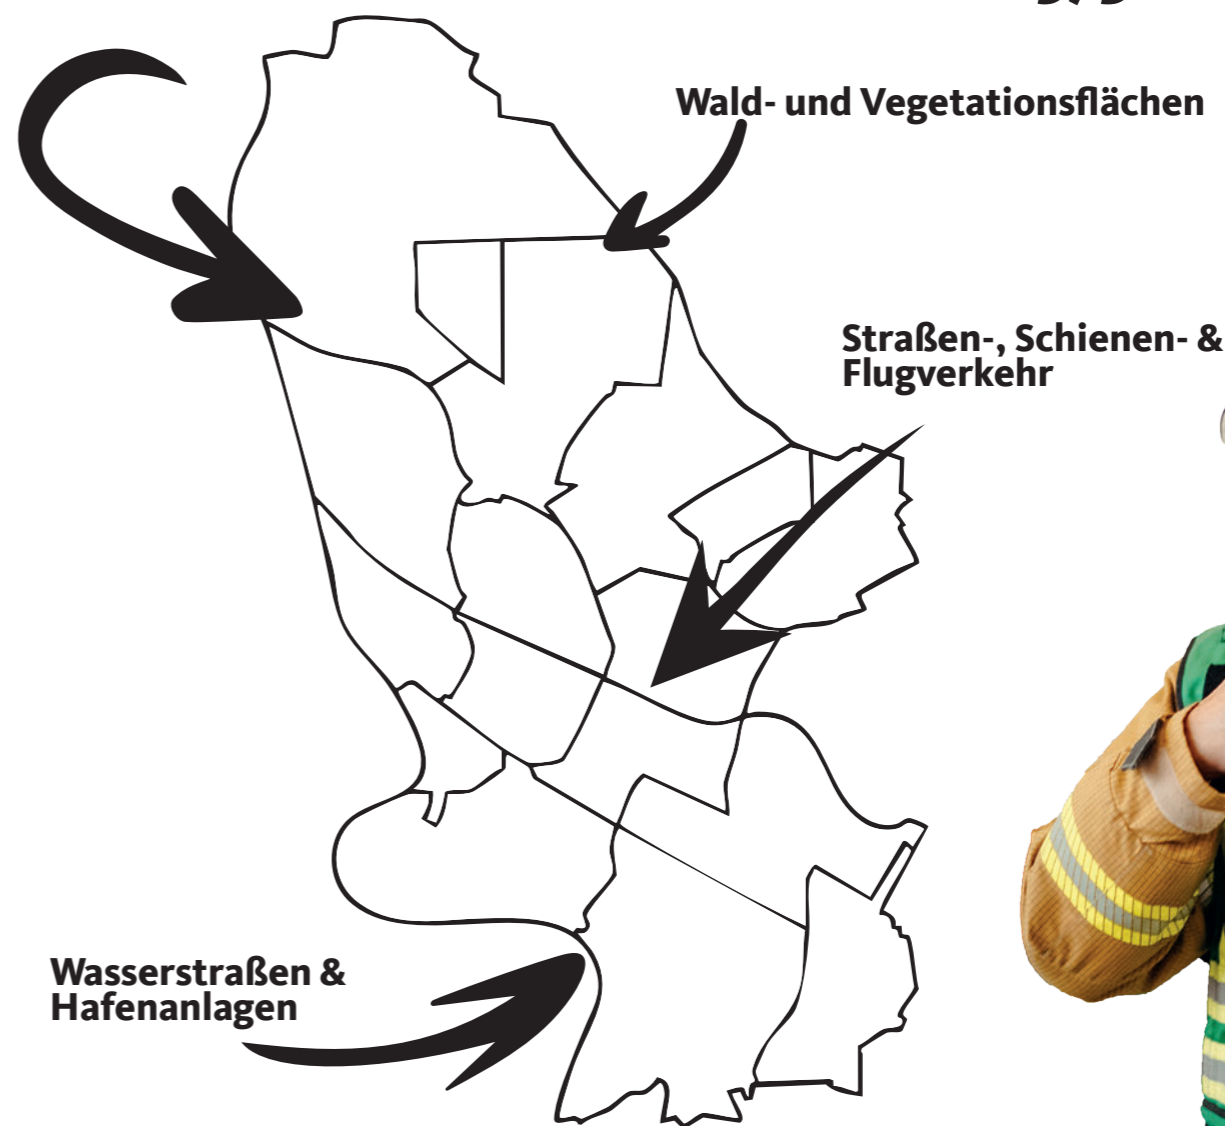 Wald- und Vegetationsflächen
Straßen-, Schienen- &
Flugverkehr
Wasserstraßen &
Hafenanlagen